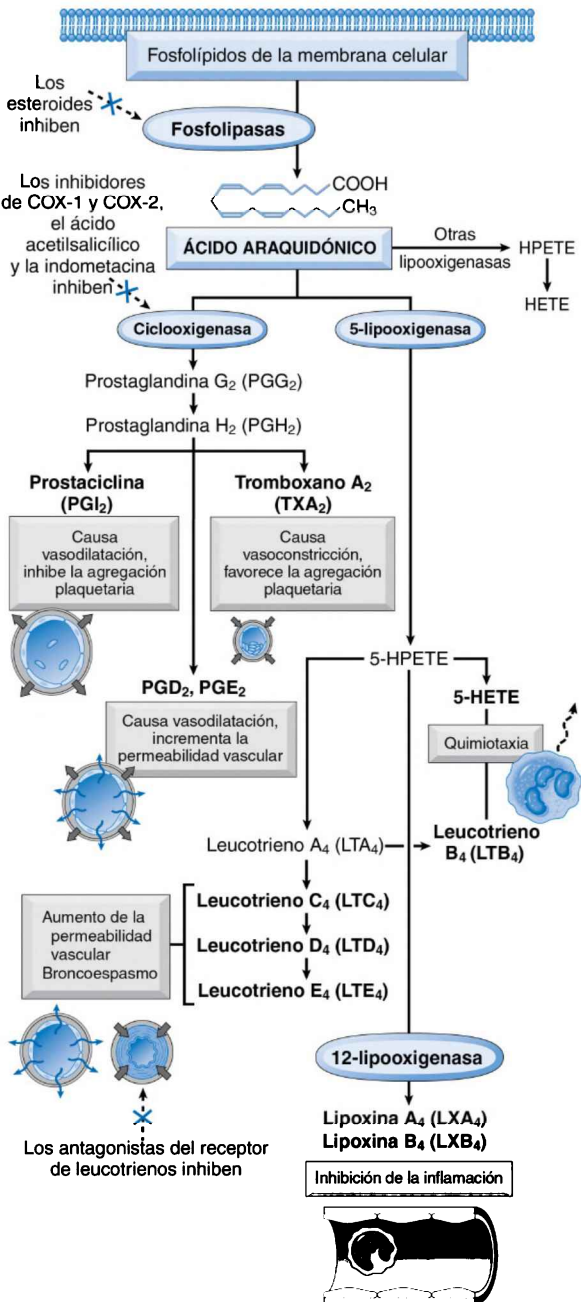 Fosfolípidos de la membrana celular
Los
esteroides
inhiben
Fosfolipasas
COOH
CH₃
Los inhibidores
de COX-1 y COX-2,
el ácido
acetilsalicílico
y la indometacina
inhiben
ÁCIDO ARAQUIDÓNICO
Otras
lipooxigenasas
HPETE
HETE
Ciclooxigenasa
5-lipooxigenasa
Prostaglandina G₂ (PGG₂)
Prostaglandina H₂ (PGH₂)
Prostaciclina
(PGI₂)
Causa
vasodilatación,
inhibe la agregación
plaquetaria
Tromboxano A₂
(TXA₂)
Causa
vasoconstricción,
favorece la agregación
plaquetaria
PGD₂, PGE₂
Causa vasodilatación,
incrementa la
permeabilidad vascular
5-HPETE
5-HETE
Quimiotaxia
Leucotrieno
B₄ (LTB₄)
Leucotrieno A₄ (LTA₄)
Leucotrieno C₄ (LTC₄)
Leucotrieno D₄ (LTD₄)
Leucotrieno E₄ (LTE₄)
Aumento de la
permeabilidad
vascular
Broncoespasmo
Los antagonistas del receptor
de leucotrienos inhiben
12-lipooxigenasa
Lipoxina A₄ (LXA₄)
Lipoxina B₄ (LXB₄)
Inhibición de la inflamación